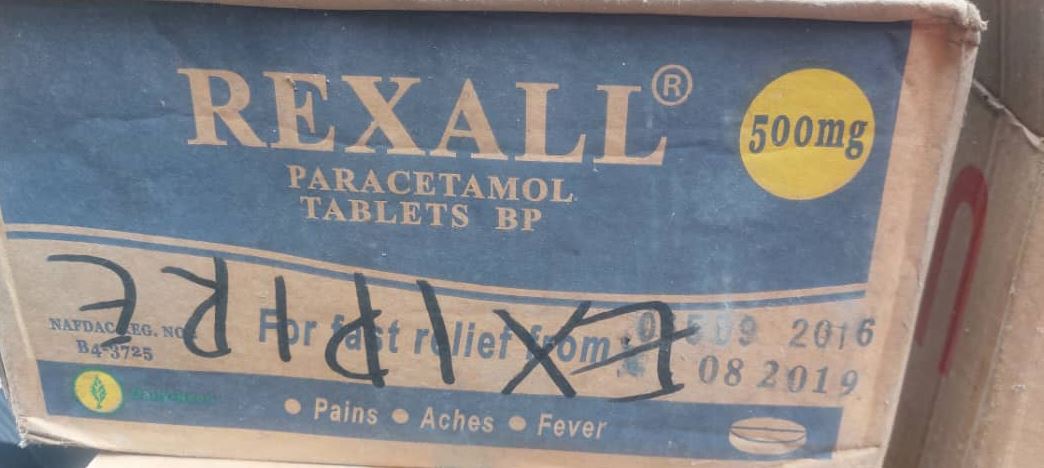 REXALL®
500mg
PARACETAMOL
TABLETS BP
EXIPIRE
NAFDAC REG. NO
B4-3725
For fast relief from
09 2016
08 2019
• Pains • Aches • Fever